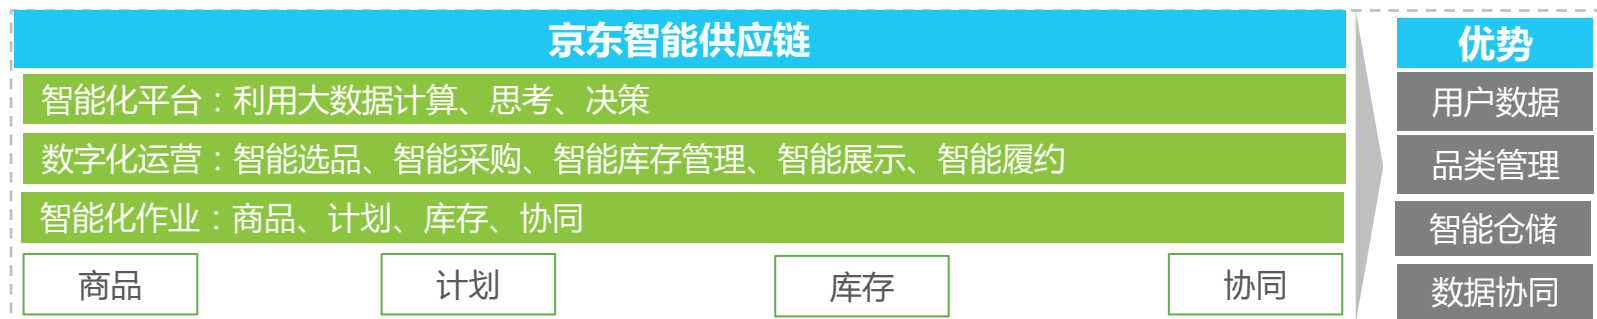 京东智能供应链
智能化平台：利用大数据计算、思考、决策
数字化运营：智能选品、智能采购、智能库存管理、智能展示、智能履约
智能化作业：商品、计划、库存、协同
商品
计划
库存
协同
优势
用户数据
品类管理
智能仓储
数据协同